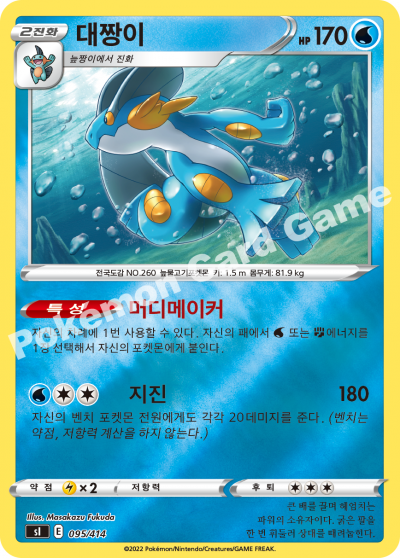 2진화 대짱이 HP 170
늪짱이에서 진화
전국도감 NO.260 늪물고기포켓몬 키: 1.5 m 몸무게: 81.9 kg
특성 머디메이커
자신의 차례에 1번 사용할 수 있다. 자신의 패에서 또는 에너지를
1장 선택해서 자신의 포켓몬에게 붙인다.
지진 180
자신의 벤치 포켓몬 전원에게도 각각 20데미지를 준다. (벤치는
약점, 저항력 계산을 하지 않는다.)
약점 ×2 저항력 후퇴
Illus. Masakazu Fukuda
sI E 095/414
큰 배를 끌며 헤엄치는
파워의 소유자이다. 굵은 팔을
한 번 휘둘러 상대를 때려눕힌다.
©2022 Pokémon/Nintendo/Creatures/GAME FREAK.
Pokémon Card Game